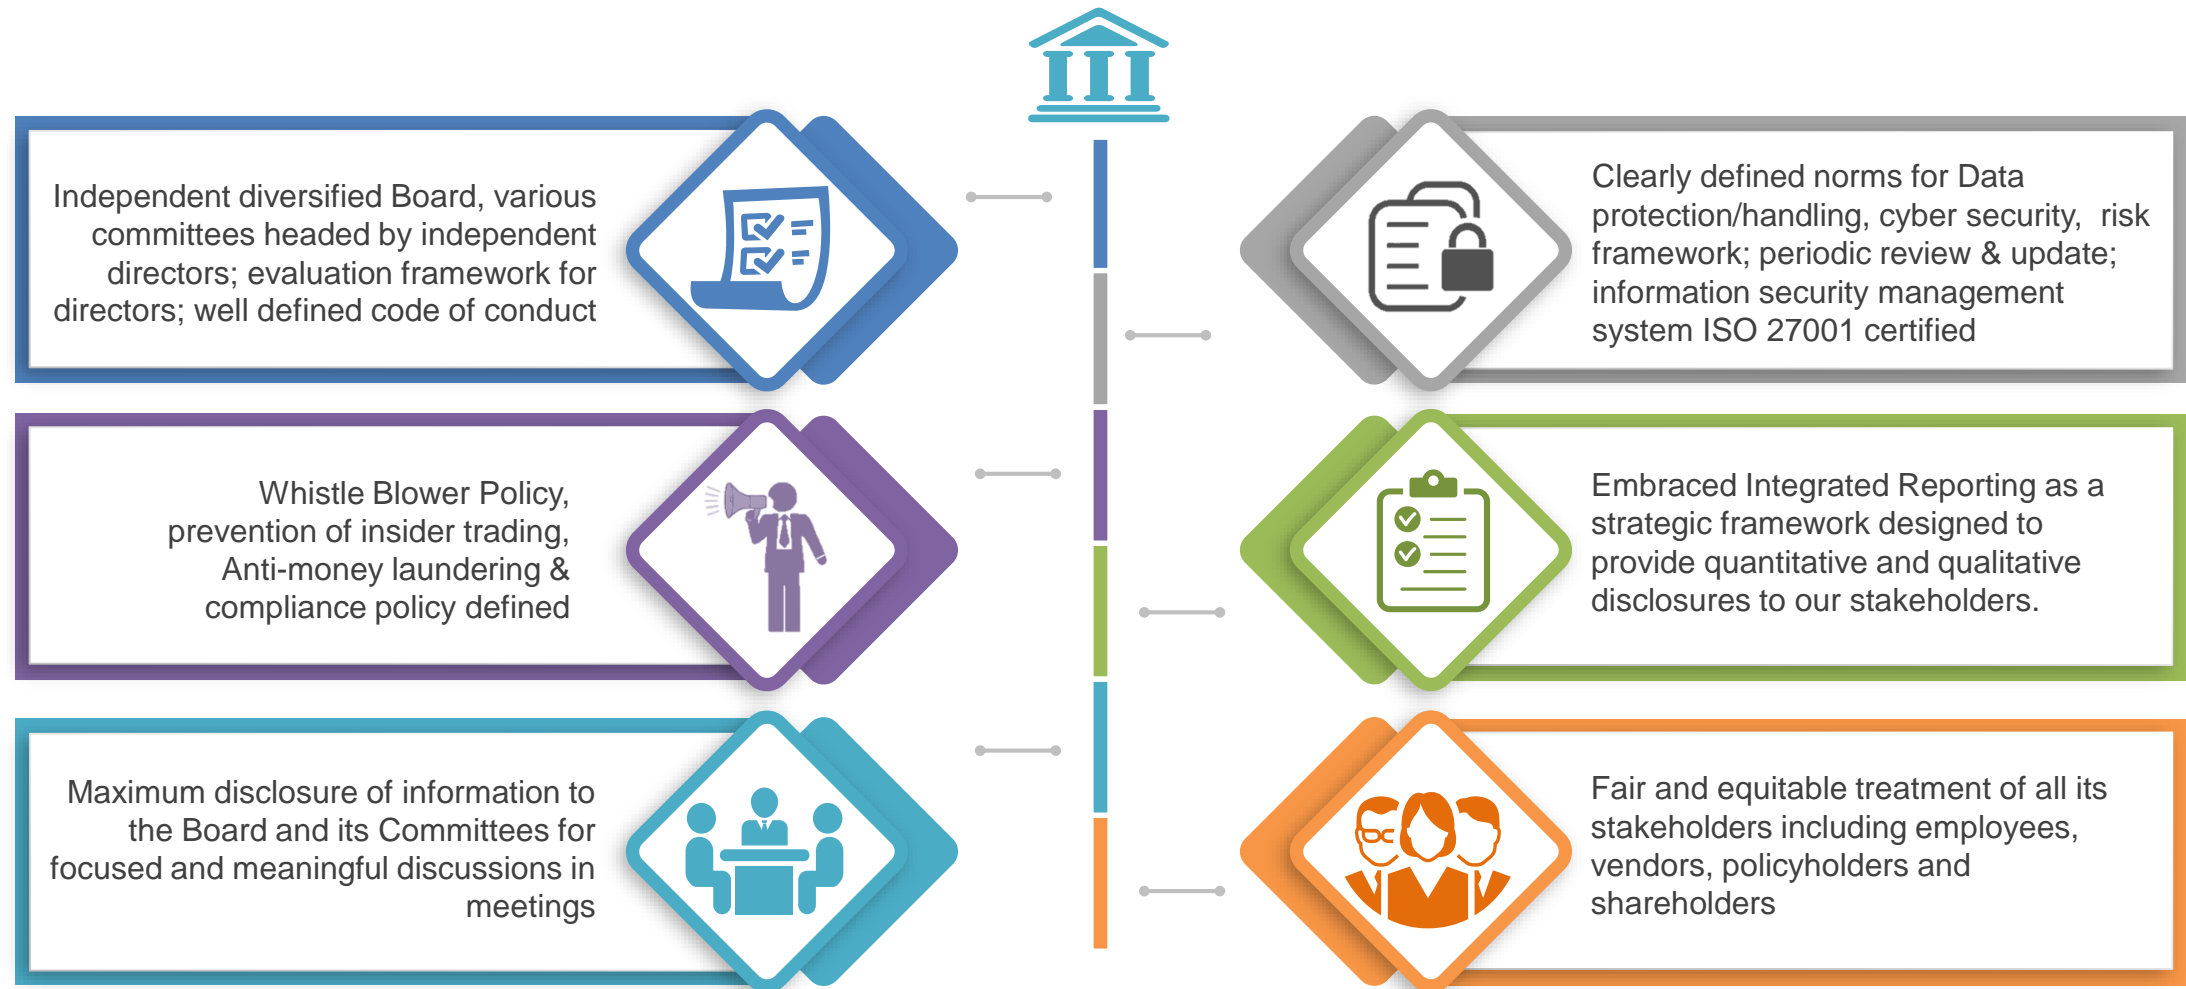 Independent diversified Board, various
committees headed by independent
directors; evaluation framework for
directors; well defined code of conduct
Clearly defined norms for Data
protection/handling, cyber security, risk
framework; periodic review & update;
information security management
system ISO 27001 certified
Whistle Blower Policy,
prevention of insider trading,
Anti-money laundering &
compliance policy defined
Embraced Integrated Reporting as a
strategic framework designed to
provide quantitative and qualitative
disclosures to our stakeholders.
Maximum disclosure of information to
the Board and its Committees for
focused and meaningful discussions in
meetings
Fair and equitable treatment of all its
stakeholders including employees,
vendors, policyholders and
shareholders